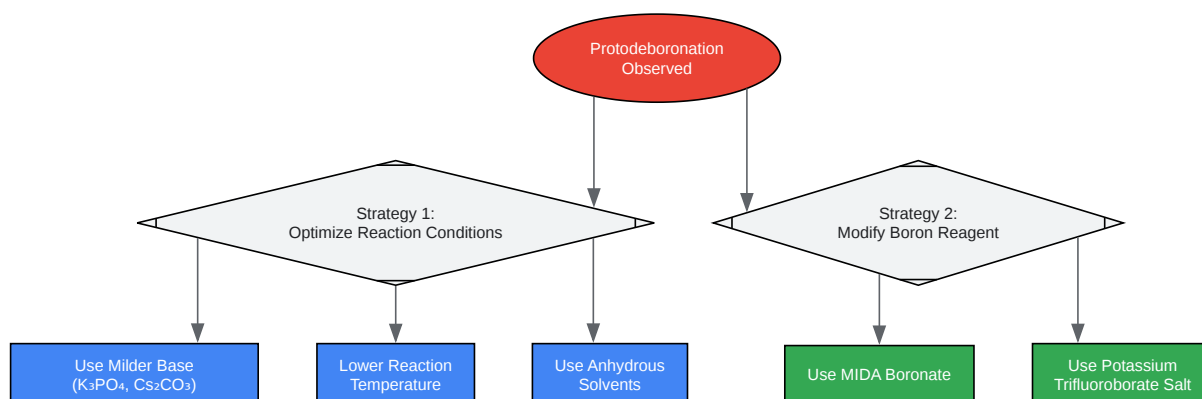 Protodeboronation
Observed
Strategy 1:
Optimize Reaction Conditions
Strategy 2:
Modify Boron Reagent
Use Milder Base
(K₃PO₄, Cs₂CO₃)
Lower Reaction
Temperature
Use Anhydrous
Solvents
Use MIDA Boronate
Use Potassium
Trifluoroborate Salt